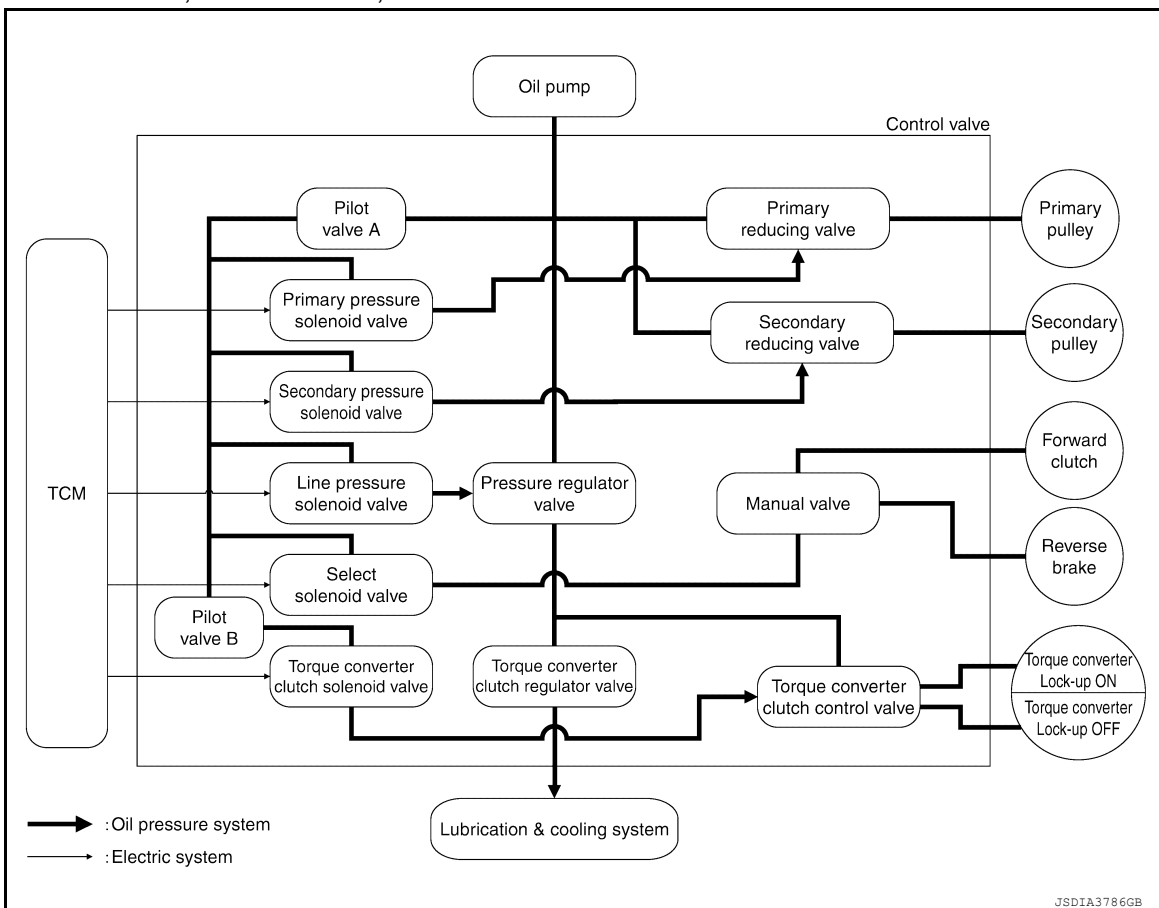 Oil pump
Control valve
Pilot
valve A
Primary
reducing valve
Primary
pulley
Primary pressure
solenoid valve
Secondary
reducing valve
Secondary
pulley
Secondary pressure
solenoid valve
Forward
clutch
TCM
Line pressure
solenoid valve
Pressure regulator
valve
Manual valve
Reverse
brake
Select
solenoid valve
Pilot
valve B
Torque converter
clutch solenoid valve
Torque converter
clutch regulator valve
Torque converter
clutch control valve
Torque converter
Lock-up ON
Torque converter
Lock-up OFF
Lubrication & cooling system
:Oil pressure system
:Electric system
JSDIA3786GB